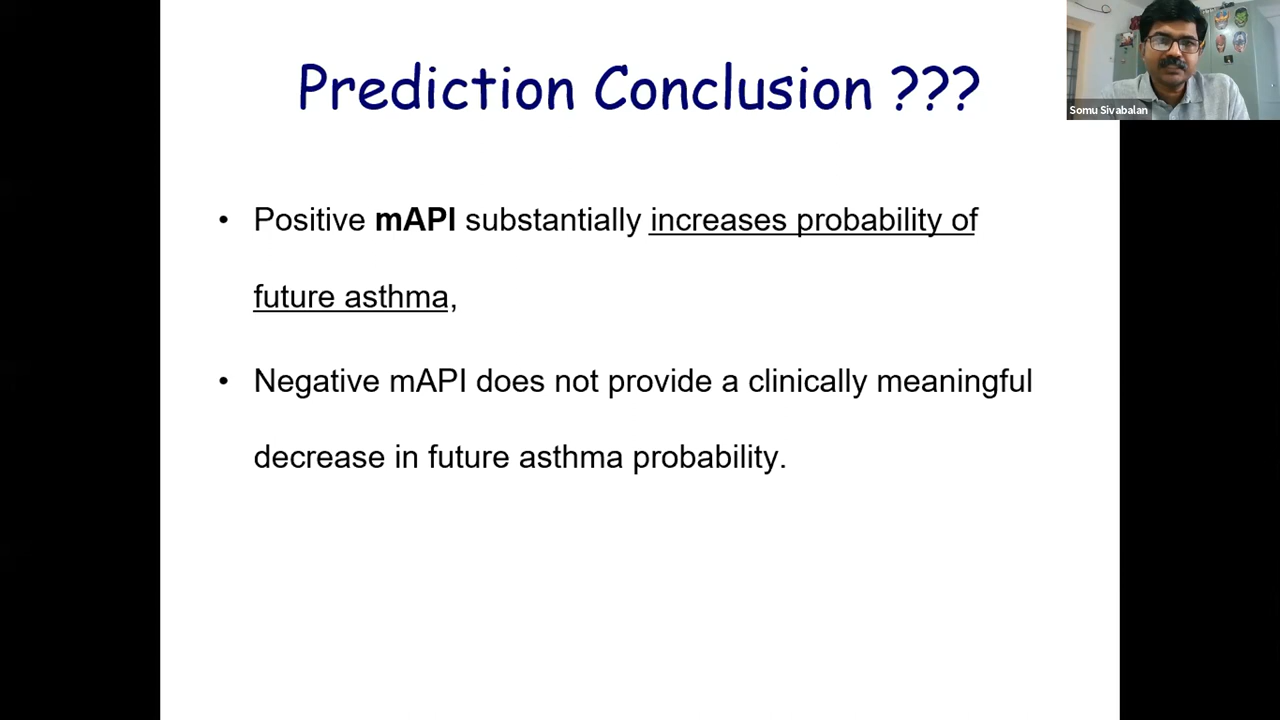 Prediction Conclusion ???
Somu Sivabalan
• Positive mAPI substantially increases probability of
future asthma,
• Negative mAPI does not provide a clinically meaningful
decrease in future asthma probability.